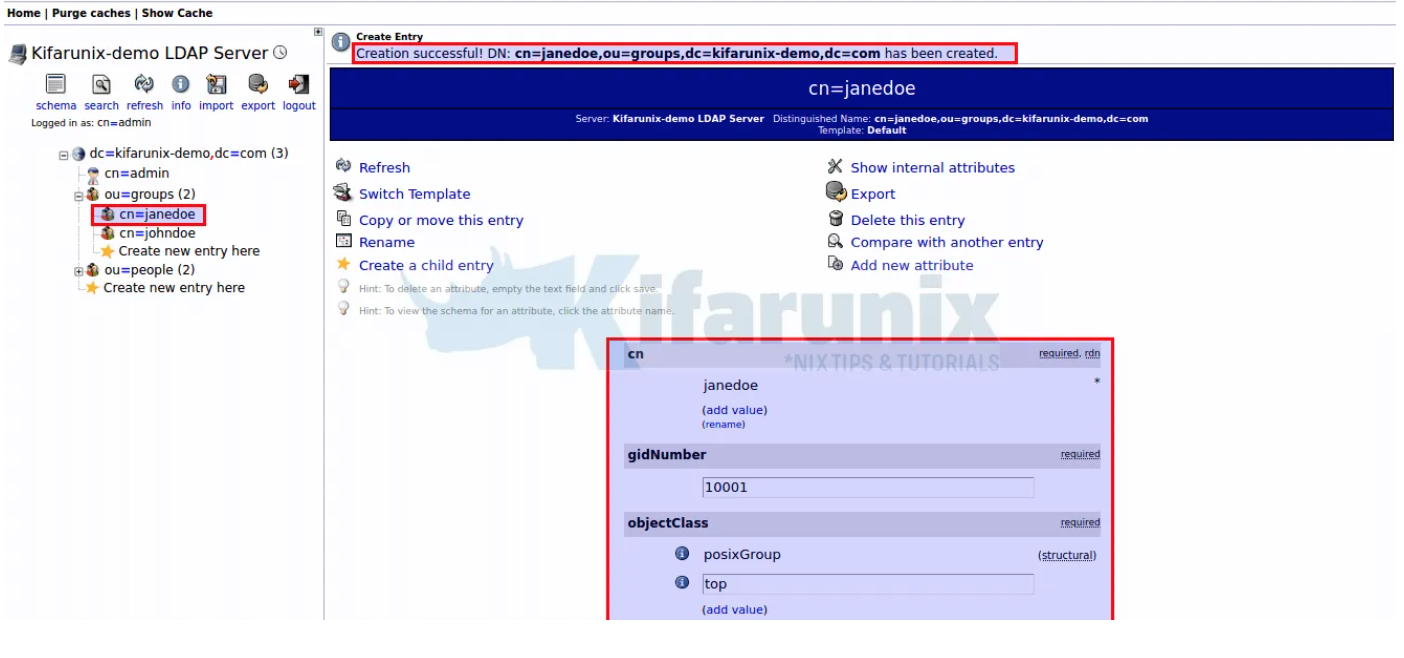 Home | Purge caches | Show Cache
Kifarunix-demo LDAP Server
schema search refresh info import export logout
Logged in as: cn=admin
dc=kifarunix-demo,dc=com (3)
cn=admin
ou=groups (2)
cn=janedoe
cn=johndoe
Create new entry here
ou=people (2)
Create new entry here
Create Entry
Creation successful! DN: cn=janedoe,ou=groups,dc=kifarunix-demo,dc=com has been created.
cn=janedoe
Server: Kifarunix-demo LDAP Server Distinguished Name: cn=janedoe,ou=groups,dc=kifarunix-demo,dc=com
Template: Default
Refresh
Show internal attributes
Switch Template
Export
Copy or move this entry
Delete this entry
Rename
Compare with another entry
Create a child entry
Add new attribute
Hint: To delete an attribute, empty the text field and click save.
Hint: To view the schema for an attribute, click the attribute name.
Kifarunix
*NIX TIPS & TUTORIALS
cn required, rdn
janedoe *
(add value)
(rename)
gidNumber required
10001
objectClass required
posixGroup (structural)
top
(add value)